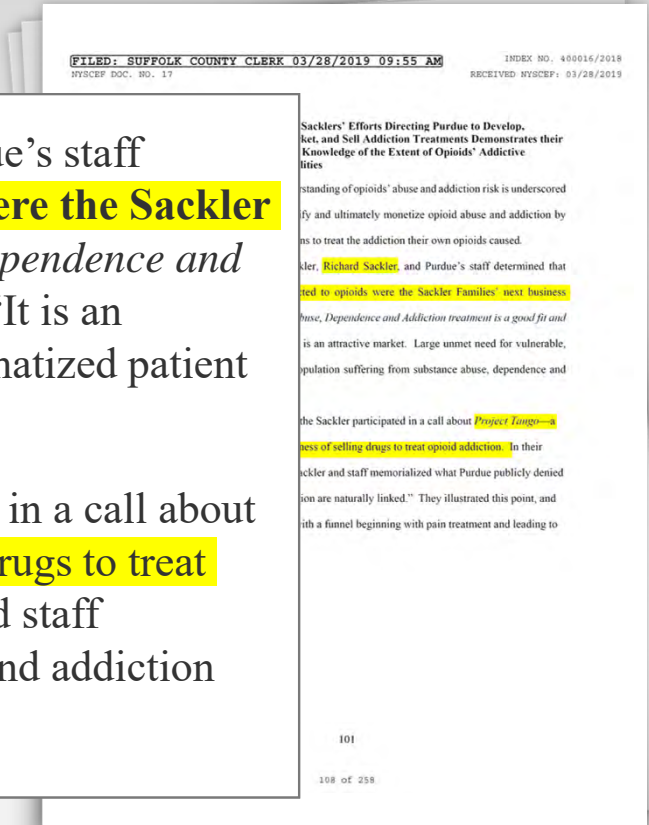 FILED: SUFFOLK COUNTY CLERK 03/28/2019 09:55 AM
INDEX NO. 400016/2018
NYSCEF DOC. NO. 17
RECEIVED NYSCEF: 03/28/2019
ue's staff
ere the Sackler
pendence and
It is an
matized patient
in a call about
rugs to treat
d staff
nd addiction
Sacklers' Efforts Directing Purdue to Develop,
ket, and Sell Addiction Treatments Demonstrates their
Knowledge of the Extent of Opioids' Addictive
lities
rstanding of opioids' abuse and addiction risk is underscored
ify and ultimately monetize opioid abuse and addiction by
ns to treat the addiction their own opioids caused.
kler, Richard Sackler, and Purdue's staff determined that
ted to opioids were the Sackler Families' next business
buse, Dependence and Addiction treatment is a good fit and
is an attractive market. Large unmet need for vulnerable,
opulation suffering from substance abuse, dependence and
the Sackler participated in a call about Project Tango—a
ness of selling drugs to treat opioid addiction. In their
ackler and staff memorialized what Purdue publicly denied
ion are naturally linked." They illustrated this point, and
ith a funnel beginning with pain treatment and leading to
101
108 of 258